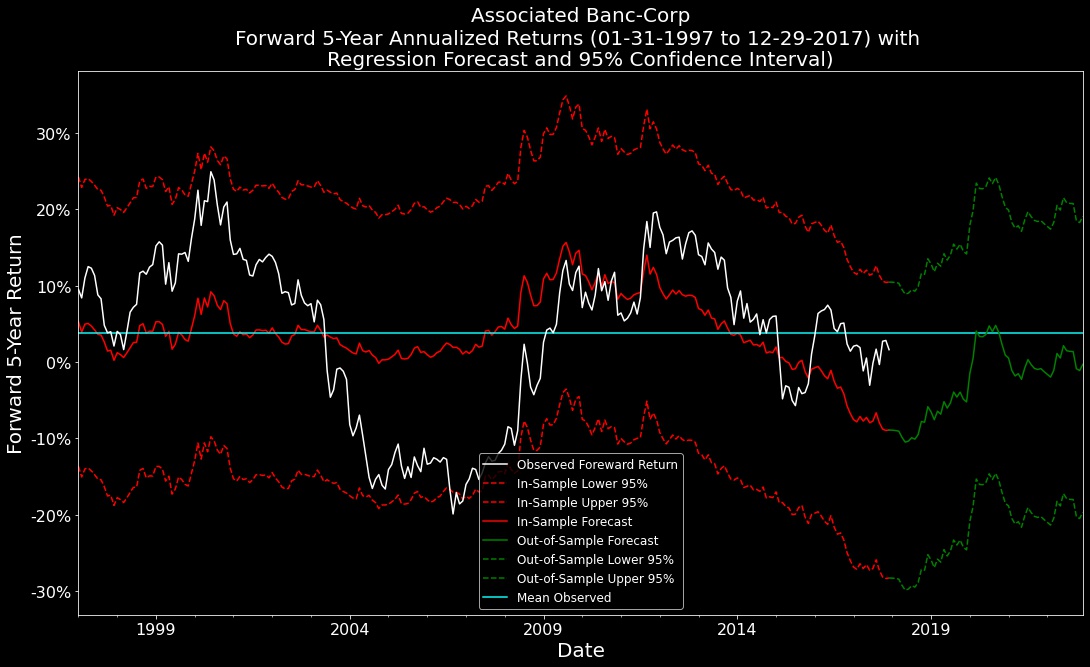 Associated Banc-Corp
Forward 5-Year Annualized Returns (01-31-1997 to 12-29-2017) with
Regression Forecast and 95% Confidence Interval)
Forward 5-Year Return
30%
20%
10%
0%
-10%
-20%
-30%
Observed Foreward Return
In-Sample Lower 95%
In-Sample Upper 95%
In-Sample Forecast
Out-of-Sample Forecast
Out-of-Sample Lower 95%
Out-of-Sample Upper 95%
Mean Observed
1999 2004 2009 2014 2019
Date